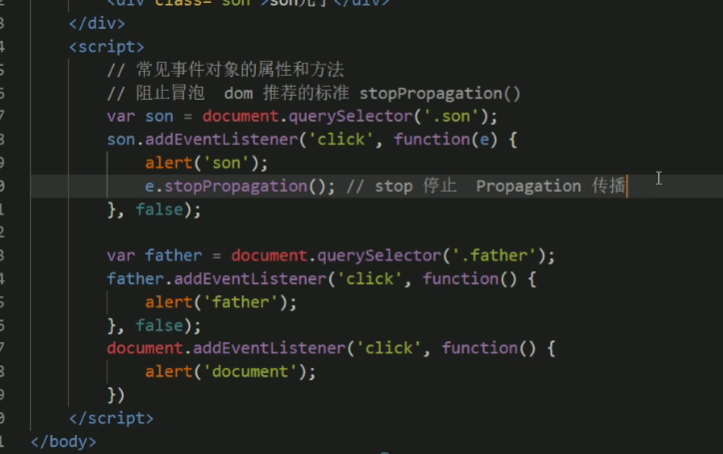 <div class="son">son儿子</div>
</div>
<script>
// 常见事件对象的属性和方法
// 阻止冒泡 dom 推荐的标准 stopPropagation()
var son = document.querySelector('.son');
son.addEventListener('click', function(e) {
alert('son');
e.stopPropagation(); // stop 停止 Propagation 传播
}, false);
var father = document.querySelector('.father');
father.addEventListener('click', function() {
alert('father');
}, false);
document.addEventListener('click', function() {
alert('document');
})
</script>
</body>